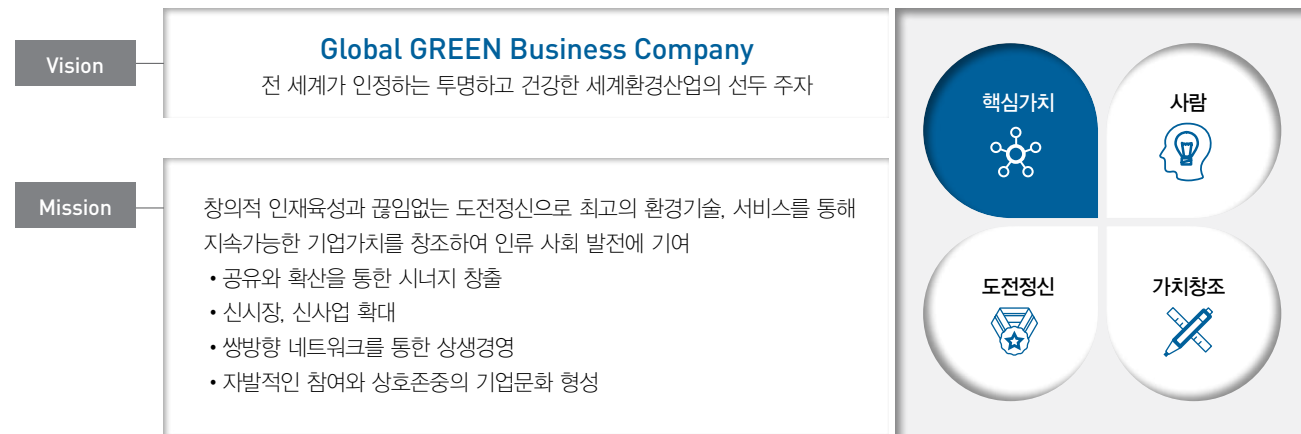 Vision
Global GREEN Business Company
전 세계가 인정하는 투명하고 건강한 세계환경산업의 선두 주자
Mission
창의적 인재육성과 끊임없는 도전정신으로 최고의 환경기술, 서비스를 통해
지속가능한 기업가치를 창조하여 인류 사회 발전에 기여
• 공유와 확산을 통한 시너지 창출
• 신시장, 신사업 확대
• 쌍방향 네트워크를 통한 상생경영
• 자발적인 참여와 상호존중의 기업문화 형성
핵심가치
사람
도전정신
가치창조